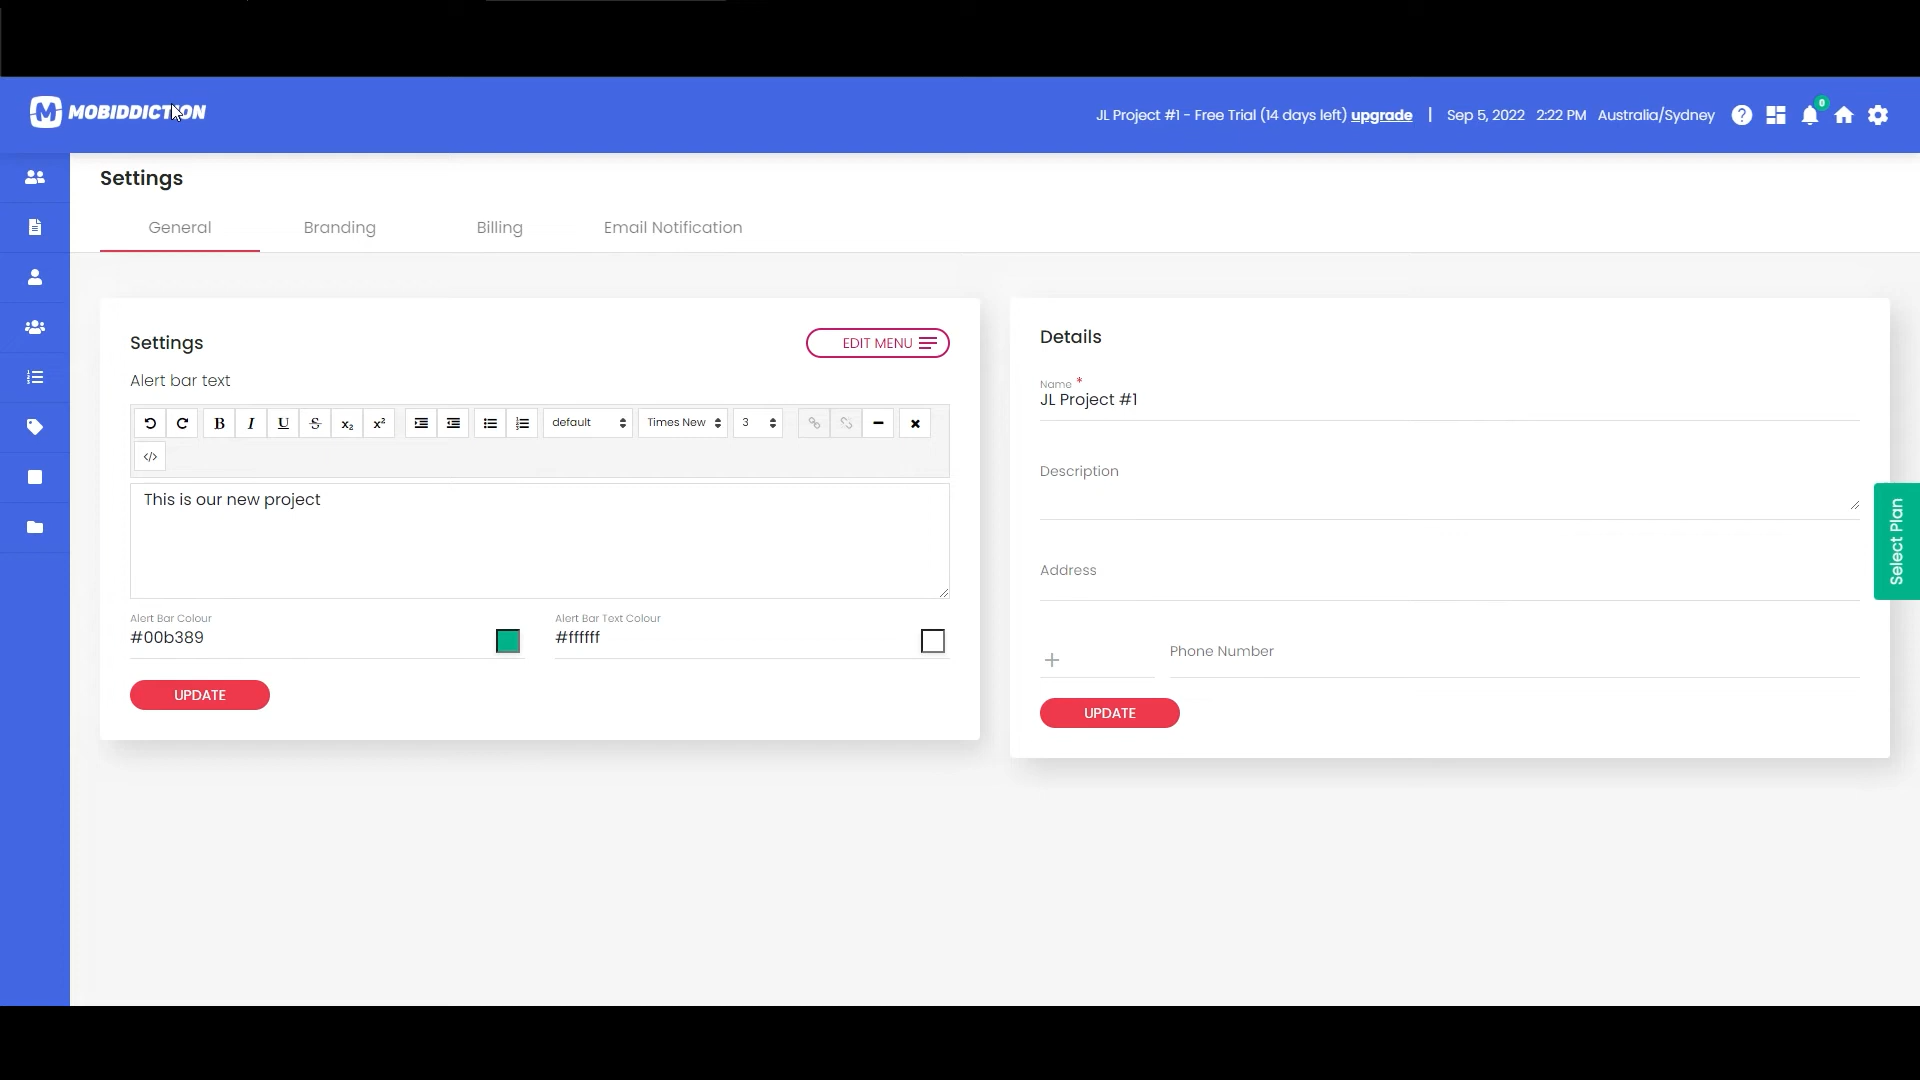 MOBIDDICTION
JL Project #1 - Free Trial (14 days left) upgrade | Sep 5, 2022 2:22 PM Australia/Sydney
0
Settings
General Branding Billing Email Notification
Settings
EDIT MENU
Alert bar text
B I U S x₂ x²
default Times New 3
</>
This is our new project
Alert Bar Colour
#00b389
Alert Bar Text Colour
#ffffff
UPDATE
Details
Name *
JL Project #1
Description
Address
+
Phone Number
UPDATE
Select Plan